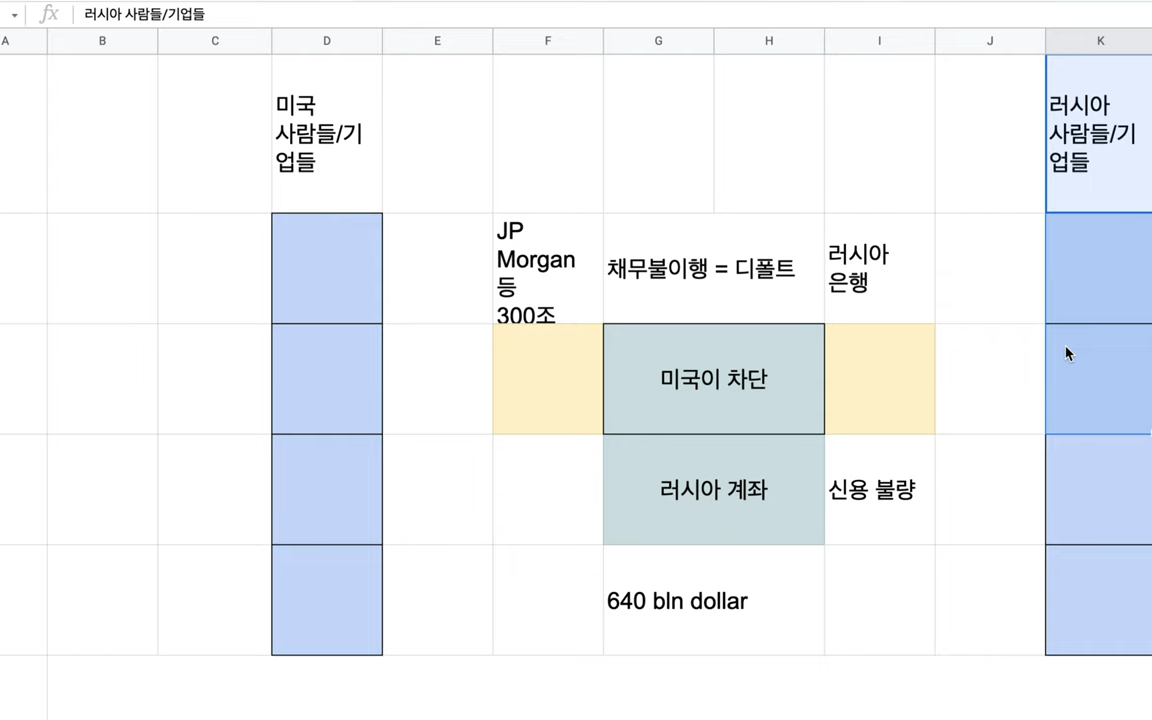 fx 러시아 사람들/기업들
A B C D E F G H I J K
미국
사람들/기
업들
러시아
사람들/기
업들
JP
Morgan
등
300조
채무불이행 = 디폴트
러시아
은행
미국이 차단
러시아 계좌
신용 불량
640 bln dollar